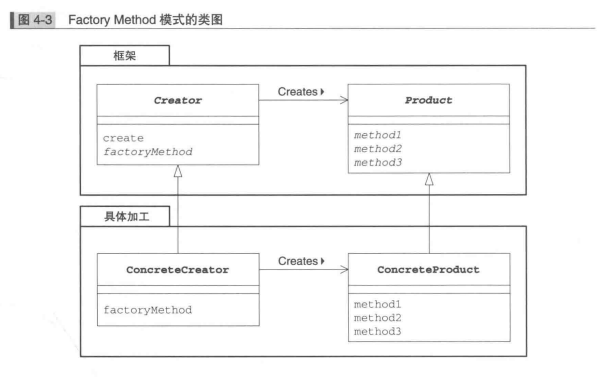 图 4-3 Factory Method 模式的类图
框架
Creator
Creates
Product
create
factoryMethod
method1
method2
method3
具体加工
ConcreteCreator
Creates
ConcreteProduct
factoryMethod
method1
method2
method3